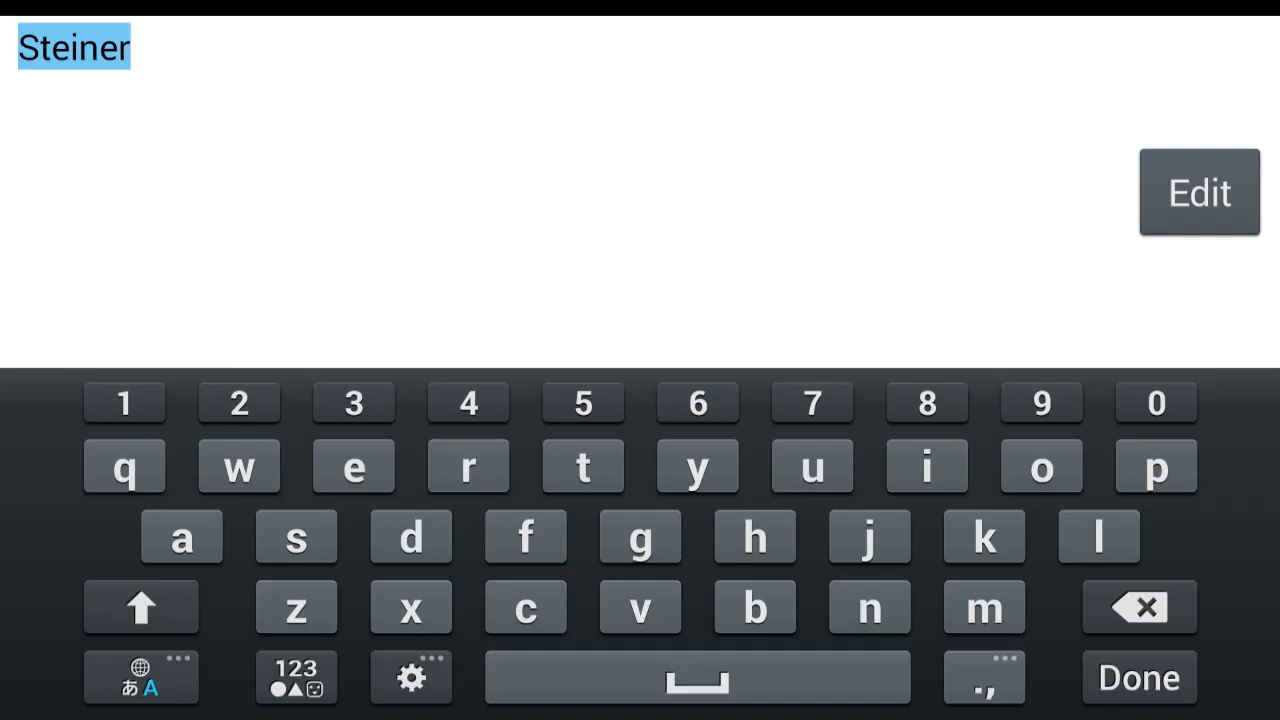 Steiner
Edit
1 2 3 4 5 6 7 8 9 0
q w e r t y u i o p
a s d f g h j k l
z x c v b n m
あA 123 ., Done